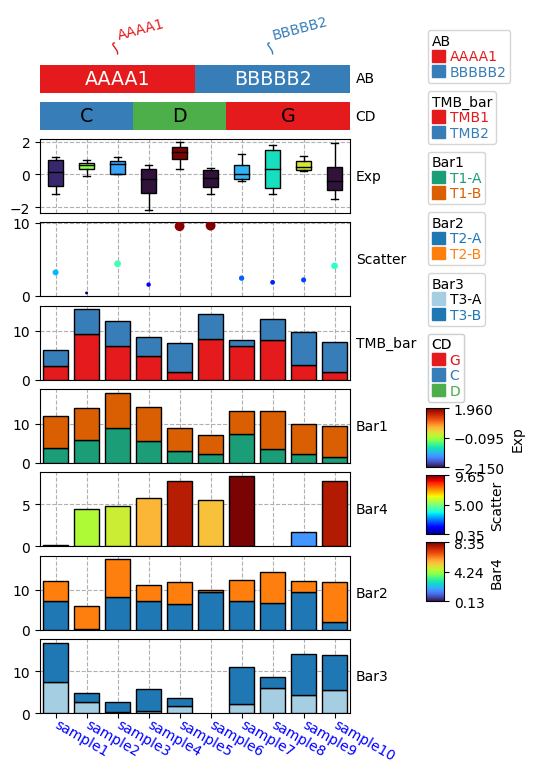 AAAA1
BBBBB2
AAAA1
BBBBB2
AB
C
D
G
CD
2
0
−2
Exp
10
0
Scatter
10
0
TMB_bar
10
0
Bar1
5
0
Bar4
10
0
Bar2
10
0
Bar3
sample1
sample2
sample3
sample4
sample5
sample6
sample7
sample8
sample9
sample10
AB
AAAA1
BBBBB2
TMB_bar
TMB1
TMB2
Bar1
T1-A
T1-B
Bar2
T2-A
T2-B
Bar3
T3-A
T3-B
CD
G
C
D
1.960
−0.095
−2.150
Exp
9.65
5.00
0.35
Scatter
8.35
4.24
0.13
Bar4